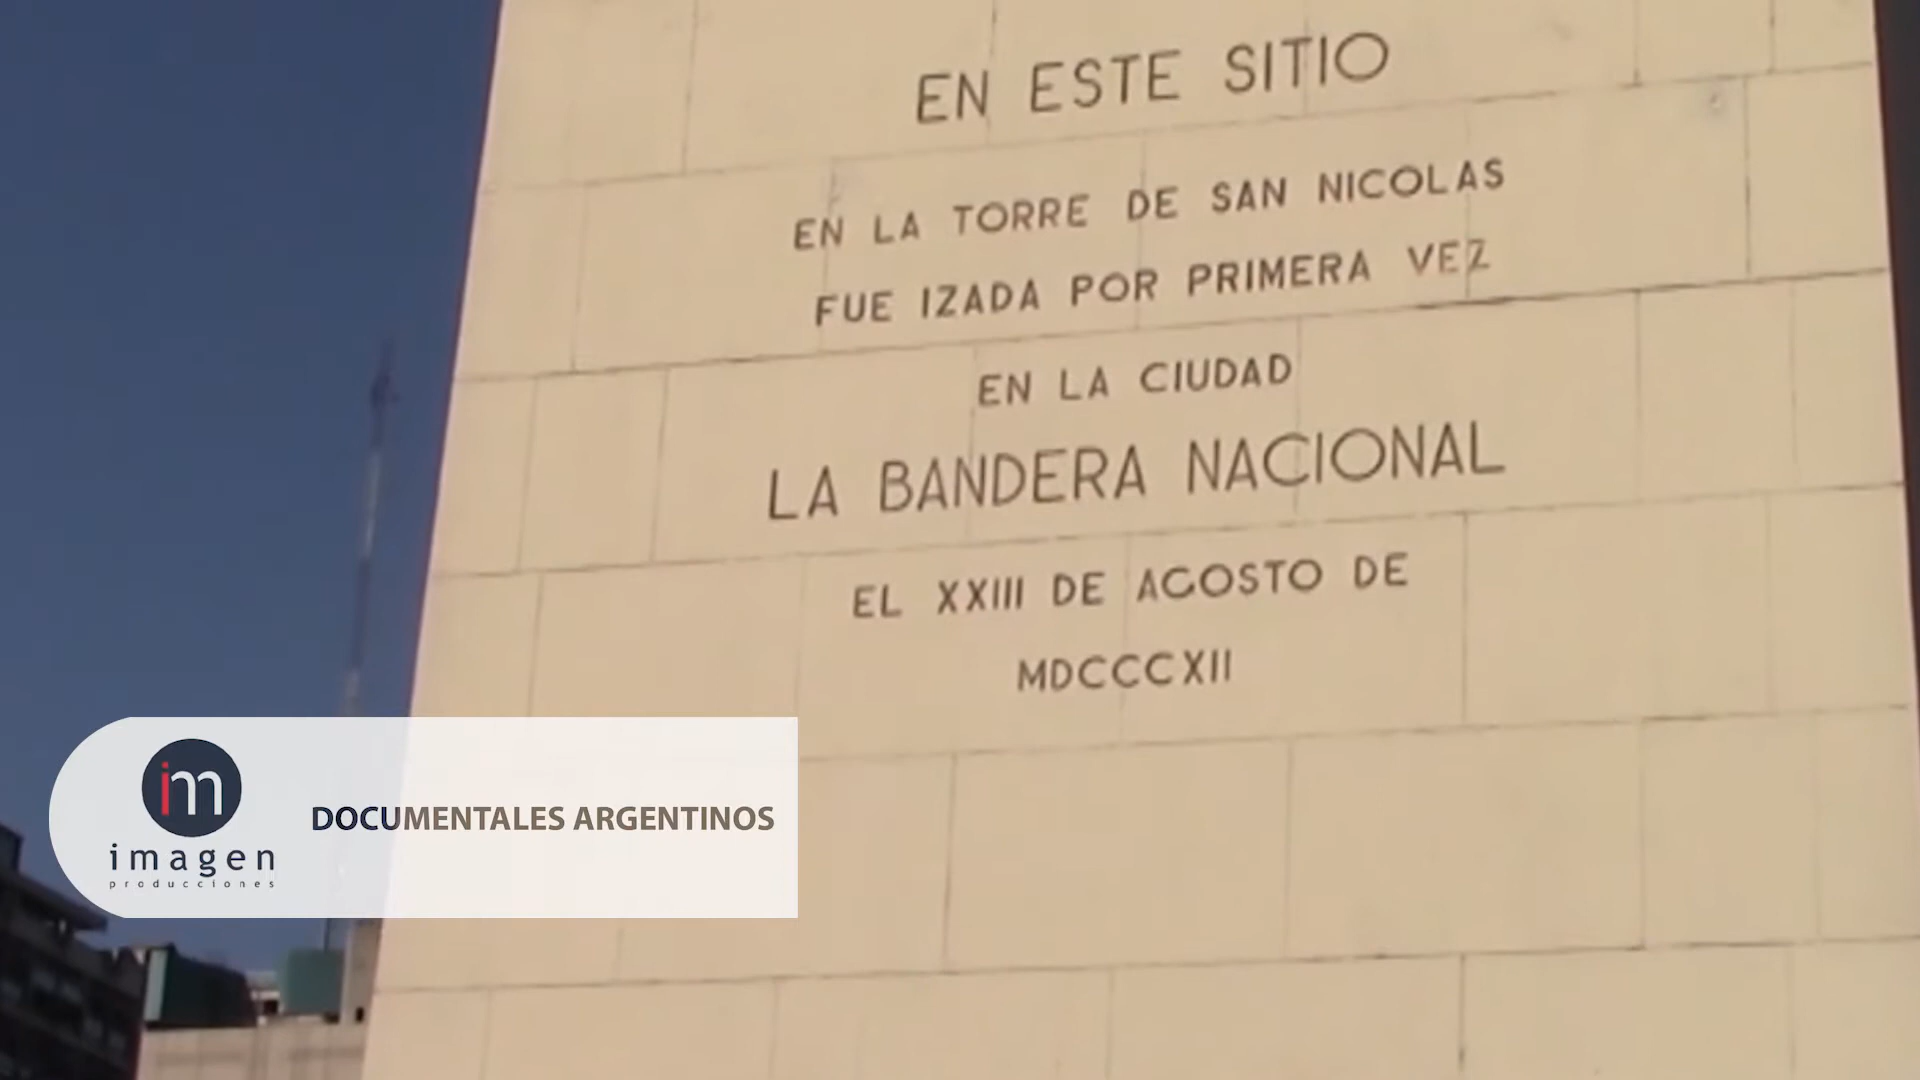 EN ESTE SITIO
EN LA TORRE DE SAN NICOLAS
FUE IZADA POR PRIMERA VEZ
EN LA CIUDAD
LA BANDERA NACIONAL
EL XXIII DE AGOSTO DE
MDCCCXII
im
imagen
producciones
DOCUMENTALES ARGENTINOS